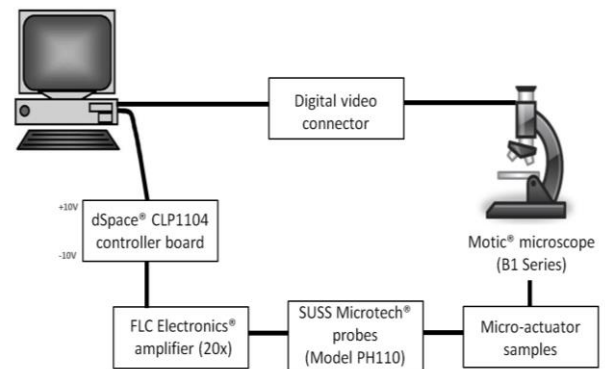 Digital video
connector
+10V
dSpace® CLP1104
controller board
-10V
Motic® microscope
(B1 Series)
FLC Electronics®
amplifier (20x)
SUSS Microtech®
probes
(Model PH110)
Micro-actuator
samples